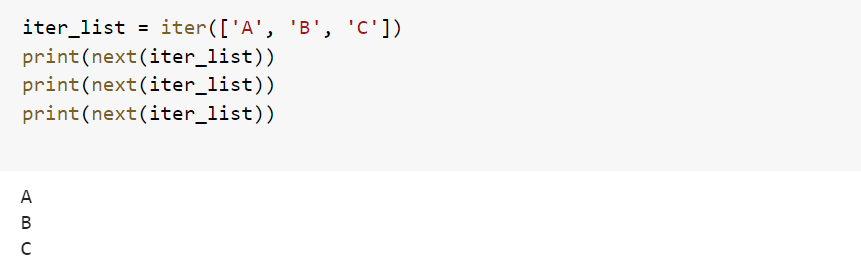 iter_list = iter(['A', 'B', 'C'])
print(next(iter_list))
print(next(iter_list))
print(next(iter_list))
A
B
C